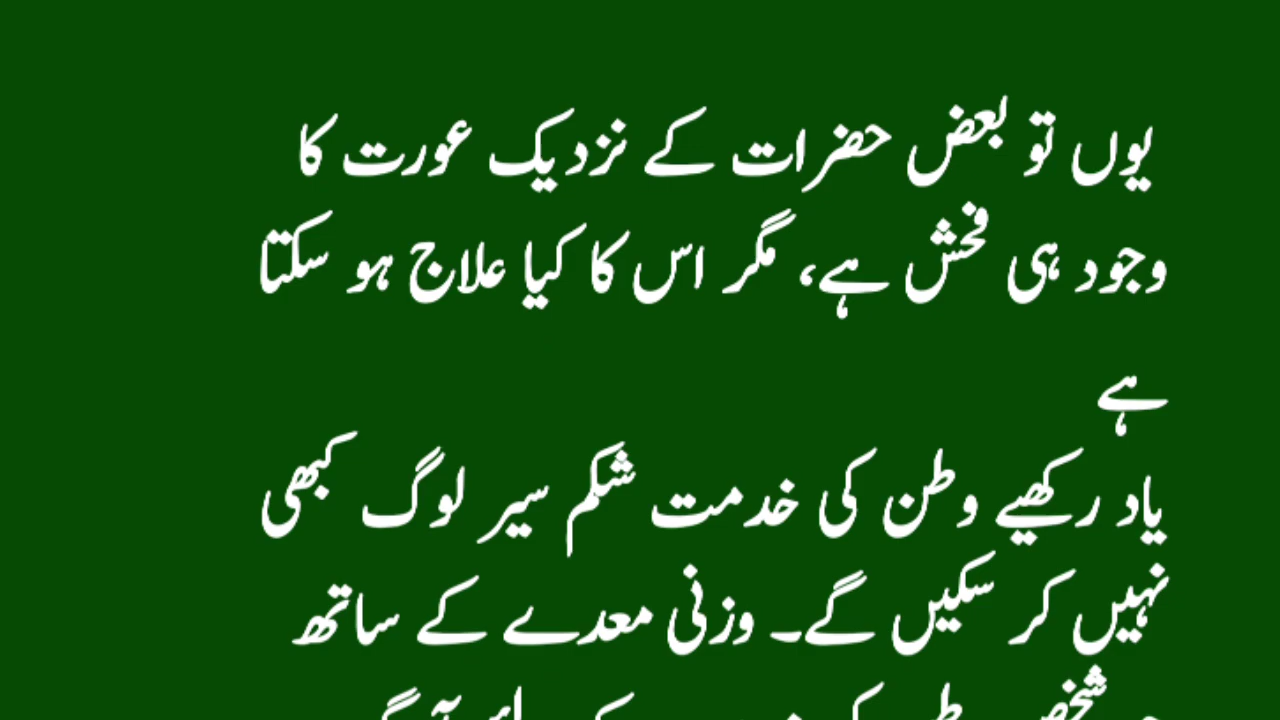 یوں تو بعض حضرات کے نزدیک عورت کا
وجود ہی فحش ہے، مگر اس کا کیا علاج ہو سکتا
ہے
یاد رکھیے وطن کی خدمت شکم سیر لوگ کبھی
نہیں کر سکیں گے۔ وزنی معدے کے ساتھ